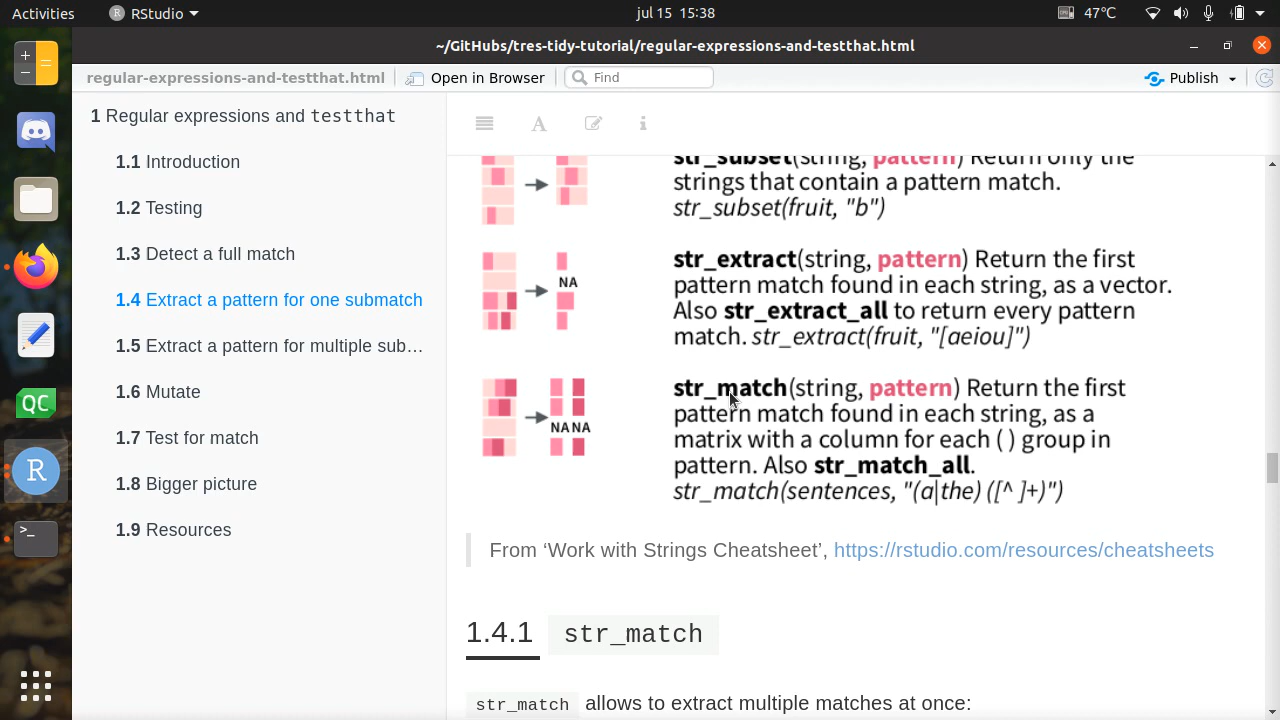 Activities RStudio jul 15 15:38 47°C
~/GitHubs/tres-tidy-tutorial/regular-expressions-and-testthat.html
regular-expressions-and-testthat.html Open in Browser Find Publish
1 Regular expressions and testthat
1.1 Introduction
1.2 Testing
1.3 Detect a full match
1.4 Extract a pattern for one submatch
1.5 Extract a pattern for multiple sub…
1.6 Mutate
1.7 Test for match
1.8 Bigger picture
1.9 Resources
str_subset(string, pattern) Return only the
strings that contain a pattern match.
str_subset(fruit, "b")
str_extract(string, pattern) Return the first
pattern match found in each string, as a vector.
Also str_extract_all to return every pattern
match. str_extract(fruit, "[aeiou]")
NA
str_match(string, pattern) Return the first
pattern match found in each string, as a
matrix with a column for each ( ) group in
pattern. Also str_match_all.
str_match(sentences, "(a|the) ([^ ]+)")
NA NA
From ‘Work with Strings Cheatsheet’, https://rstudio.com/resources/cheatsheets
1.4.1 str_match
str_match allows to extract multiple matches at once:
QC
R
>_